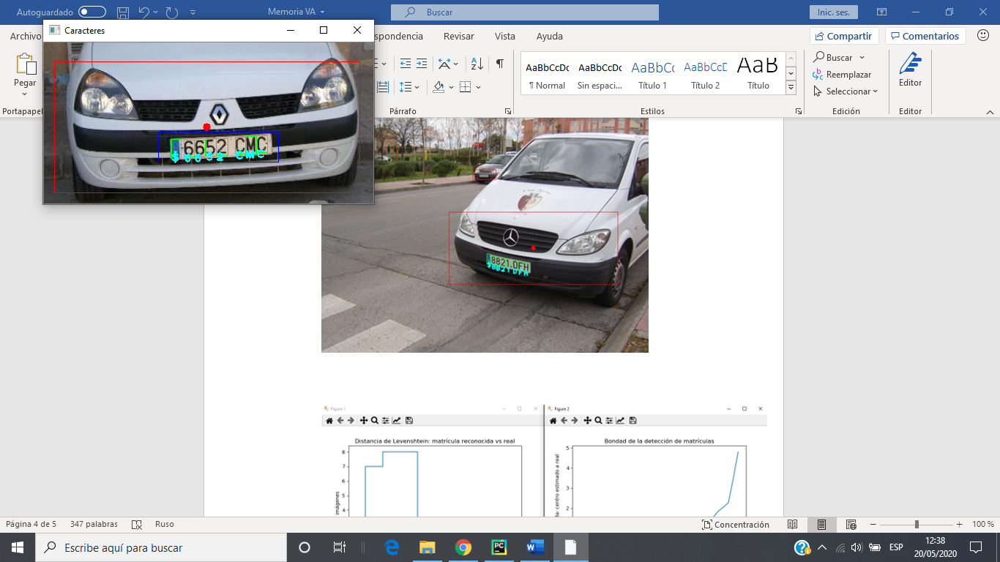 Autoguardado
Memoria VA
Buscar
Inic. ses.
Caracteres
Archivo
spondencia
Revisar
Vista
Ayuda
Compartir
Comentarios
Pegar
Portapapel
Párrafo
AaBbCcDc
¶ Normal
AaBbCcDc
Sin espaci...
AaBbCc
Título 1
AaBbCcD
Título 2
AaB
Título
Estilos
Buscar
Reemplazar
Seleccionar
Edición
Editor
Editor
6652 CMC
$6652 CMC
8821 DFH
$8821 DFH
Figure 1
Figure 2
Distancia de Levenshtein: matrícula reconocida vs real
8
7
6
5
4
imágenes
Bondad de la detección de matrículas
5
4
3
2
ia: centro estimado a real
Página 4 de 5
347 palabras
Ruso
Concentración
100 %
Escribe aquí para buscar
ESP
12:38
20/05/2020